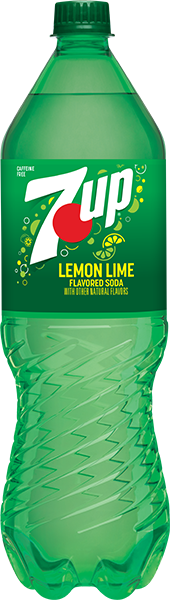 CAFFEINE
FREE
7up
LEMON LIME
FLAVORED SODA
WITH OTHER NATURAL FLAVORS